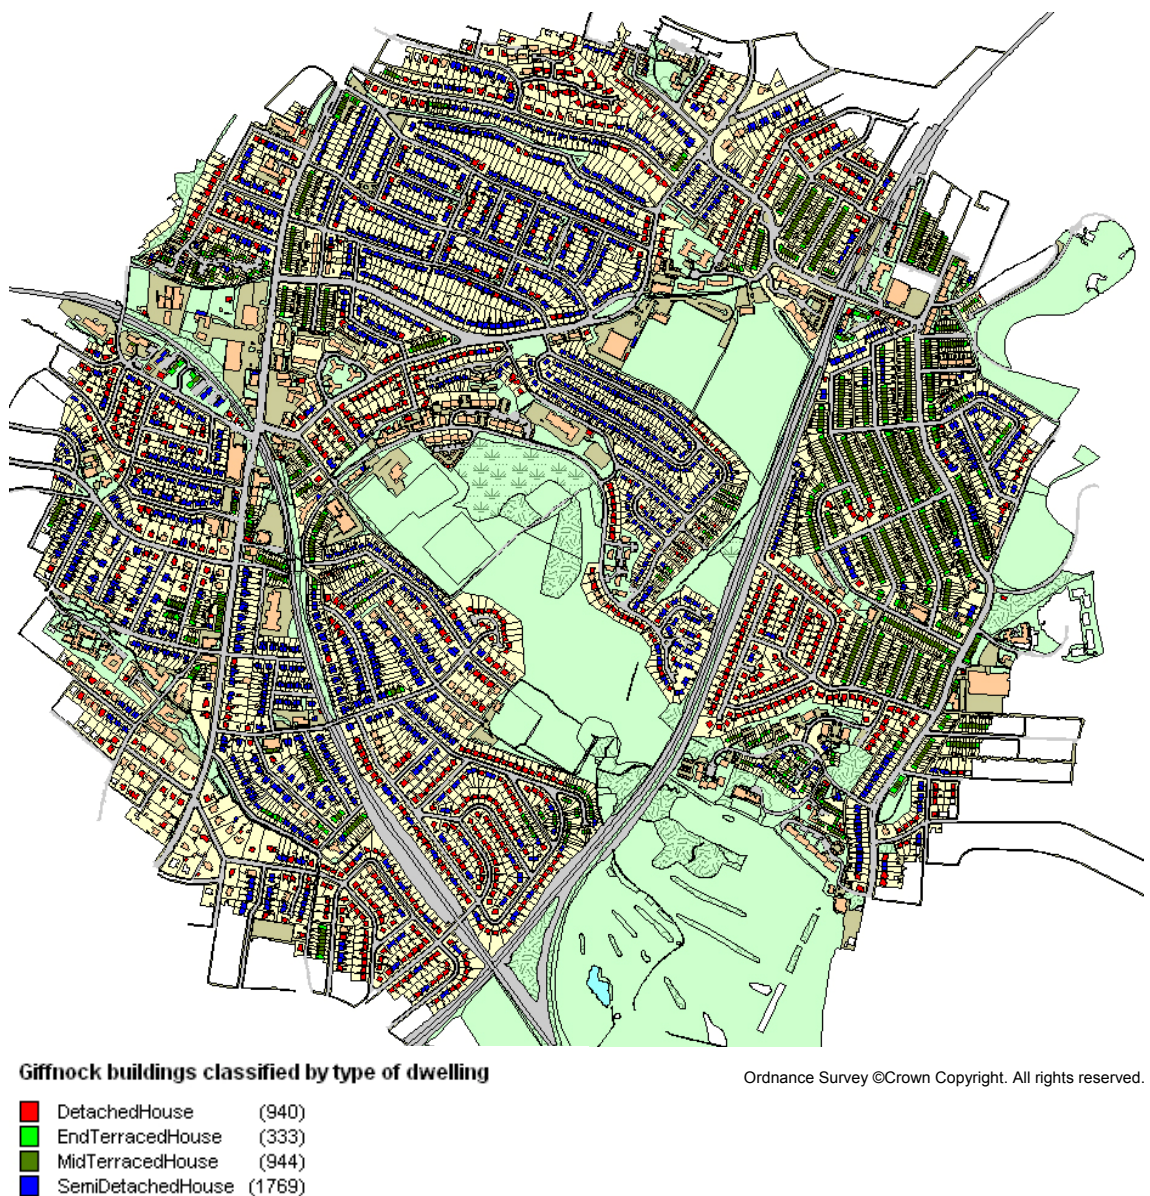 Giffnock buildings classified by type of dwelling
Ordnance Survey ©Crown Copyright. All rights reserved.
DetachedHouse (940)
EndTerracedHouse (333)
MidTerracedHouse (944)
SemiDetachedHouse (1769)